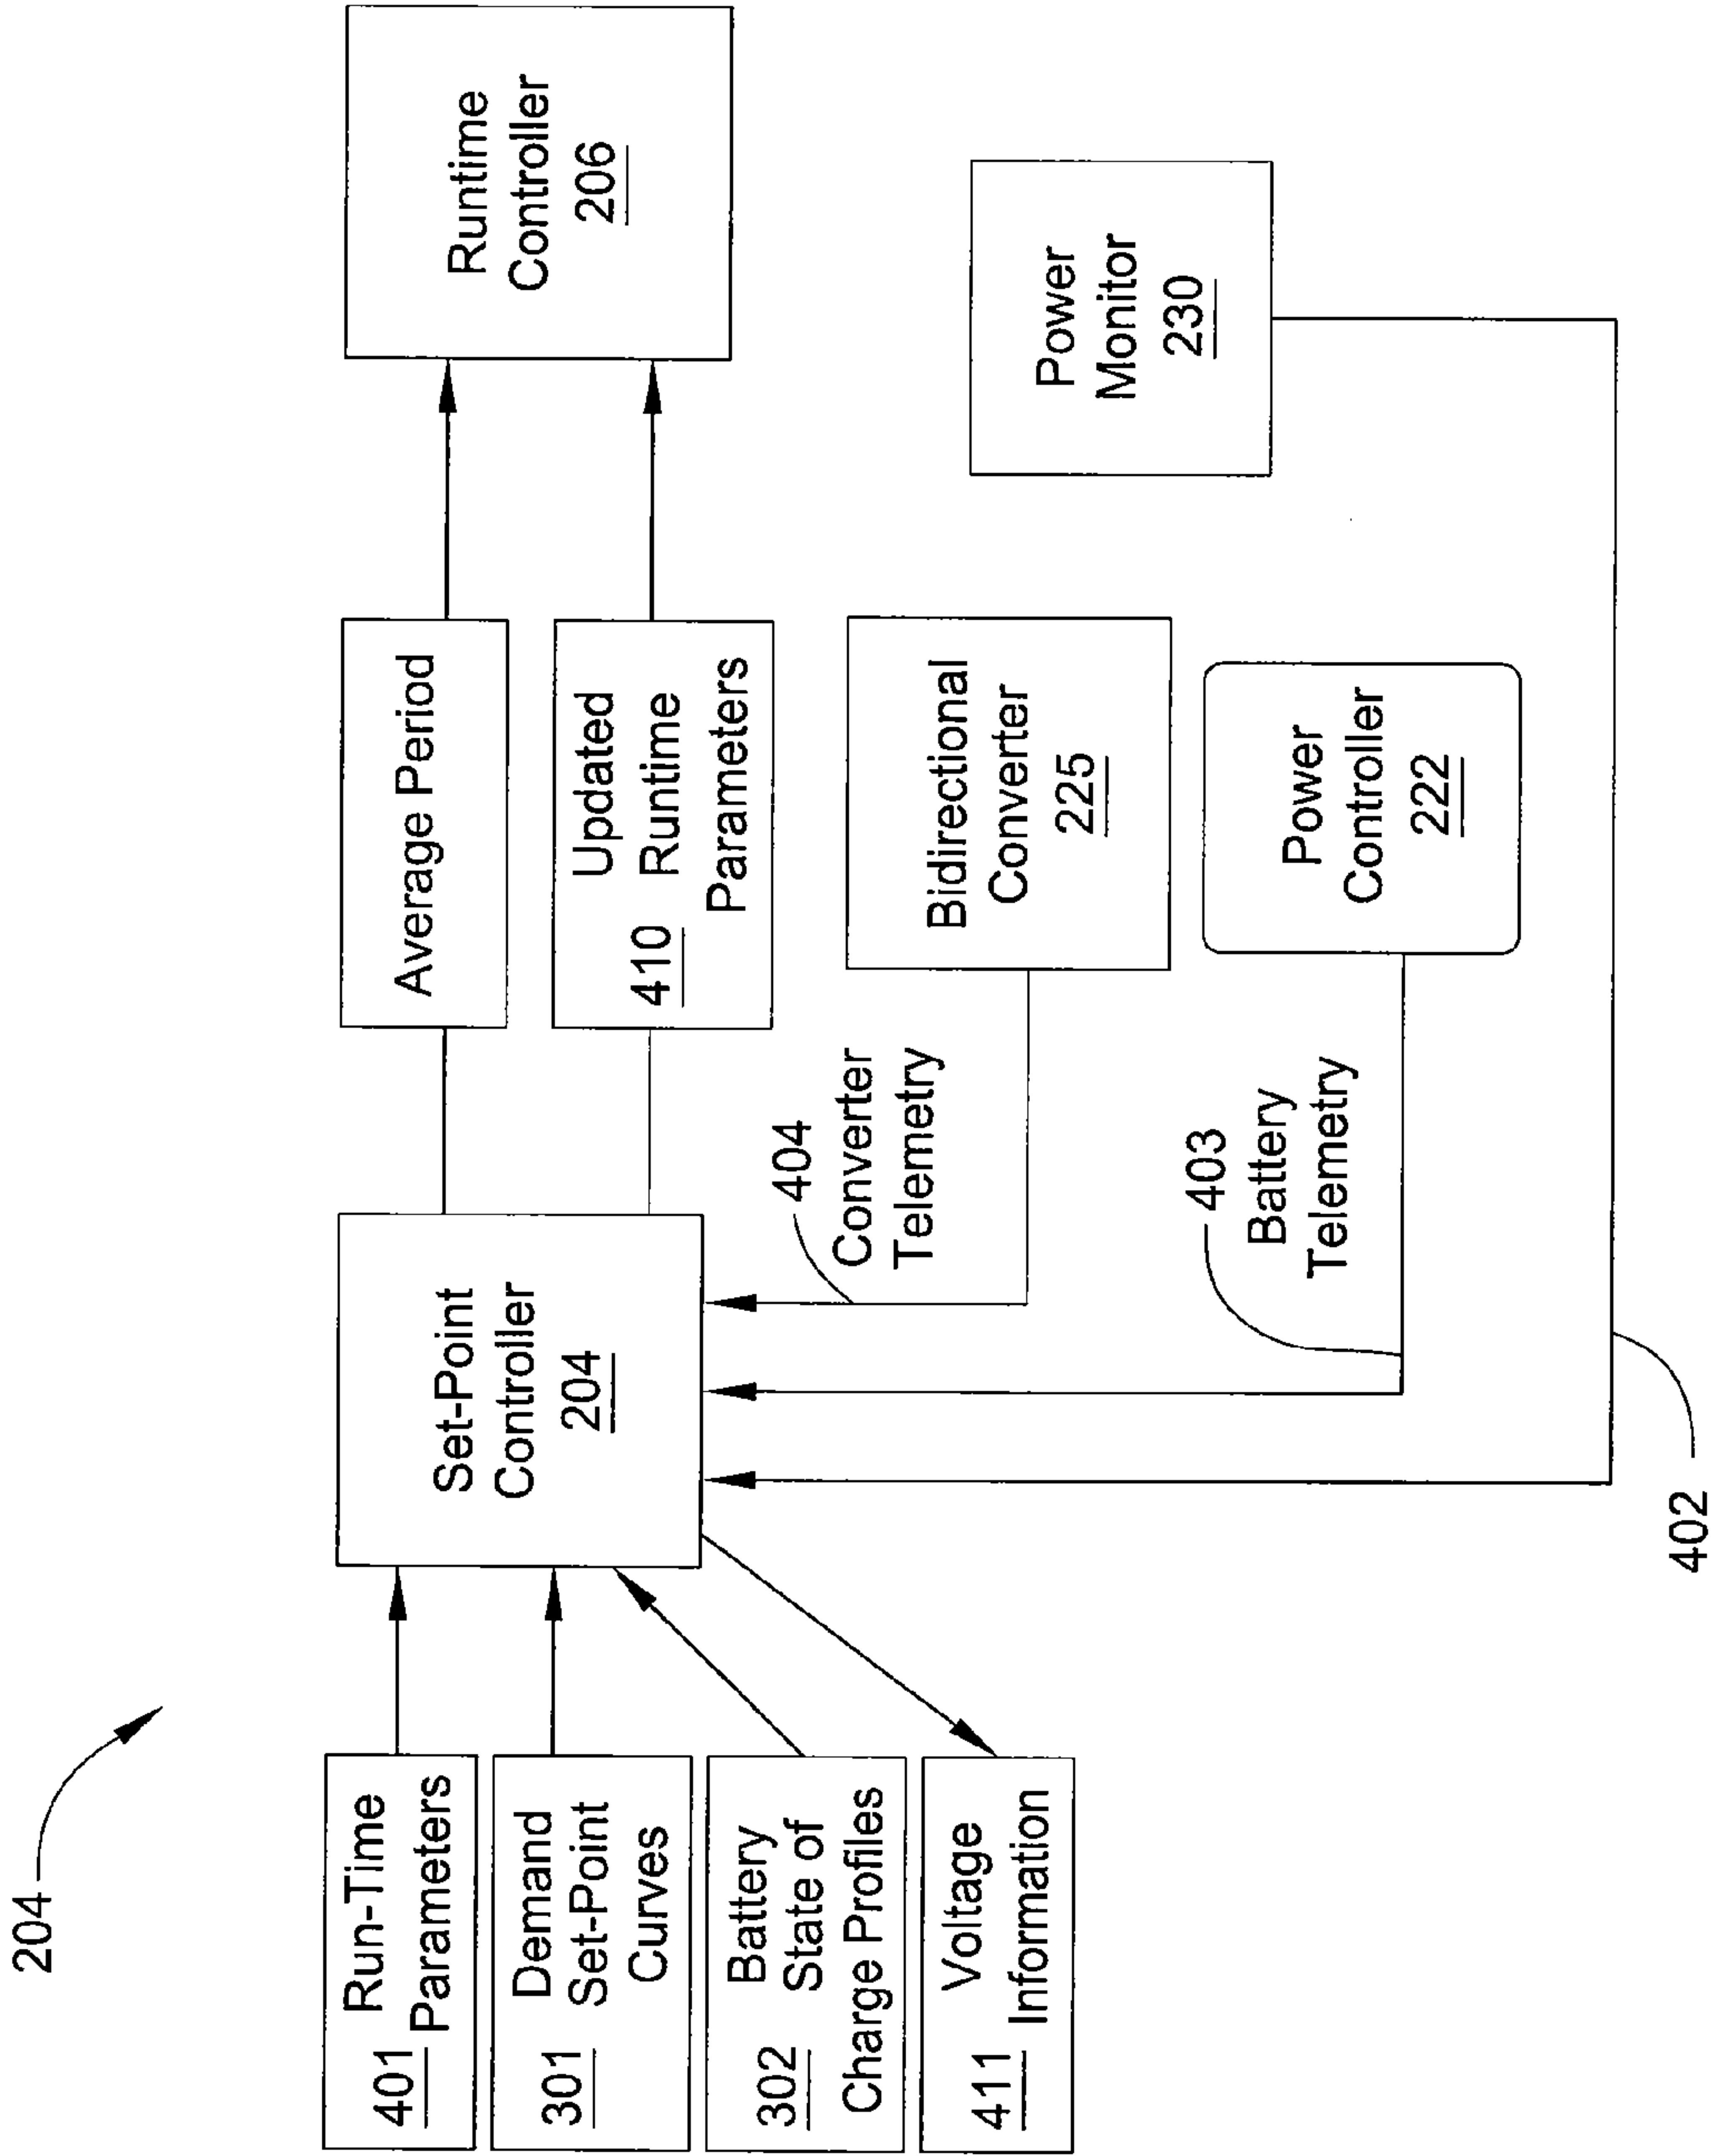 204
401
Run-Time
Parameters
301
Demand
Set-Point
Curves
302
Battery
State of
Charge Profiles
411
Voltage
Information
Set-Point
Controller
204
Average Period
410
Updated
Runtime
Parameters
Runtime
Controller
206
404
Converter
Telemetry
Bidirectional
Converter
225
403
Battery
Telemetry
Power
Controller
222
Power
Monitor
230
402